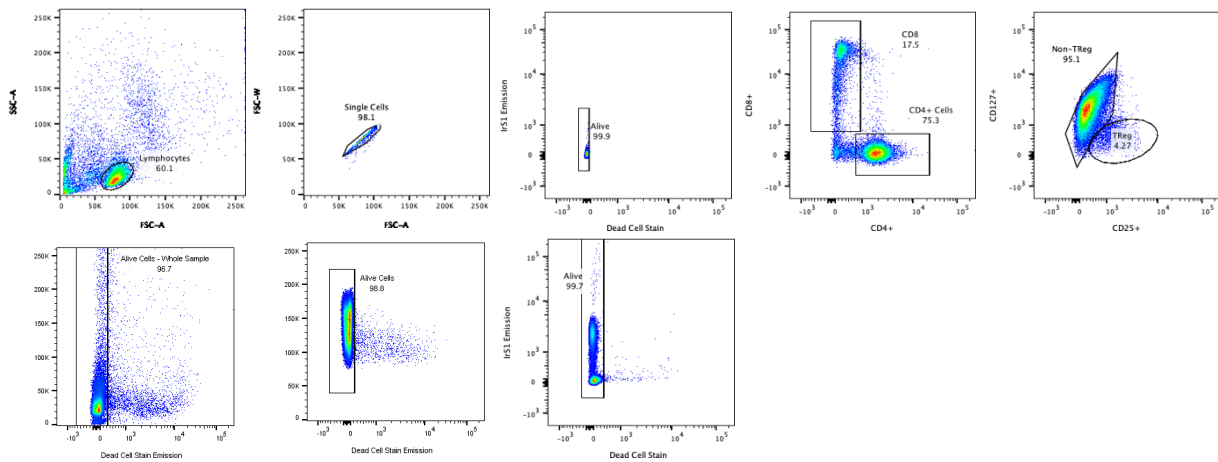 250K
200K
150K
100K
50K
0
SSC-A
Lymphocytes
60.1
0
50K
100K
150K
200K
250K
FSC-A
250K
200K
150K
100K
50K
0
FSC-W
Single Cells
98.1
0
50K
100K
150K
200K
250K
FSC-A
10^5
10^4
10^3
0
-10^3
IrS1 Emission
Alive
99.9
-10^3
0
10^3
10^4
10^5
Dead Cell Stain
10^5
10^4
10^3
0
-10^3
CD8+
CD8
17.5
CD4+ Cells
75.3
-10^3
0
10^3
10^4
10^5
CD4+
10^5
10^4
10^3
0
-10^3
CD127+
Non-TReg
95.1
TReg
4.27
-10^3
0
10^3
10^4
10^5
CD25+
250K
200K
150K
100K
50K
0
Alive Cells - Whole Sample
96.7
-10^3
0
10^3
10^4
10^5
Dead Cell Stain Emission
250K
200K
150K
100K
50K
0
Alive Cells
98.8
-10^3
0
10^3
10^4
10^5
Dead Cell Stain Emission
10^5
10^4
10^3
0
-10^3
IrS1 Emission
Alive
99.7
-10^3
0
10^3
10^4
10^5
Dead Cell Stain